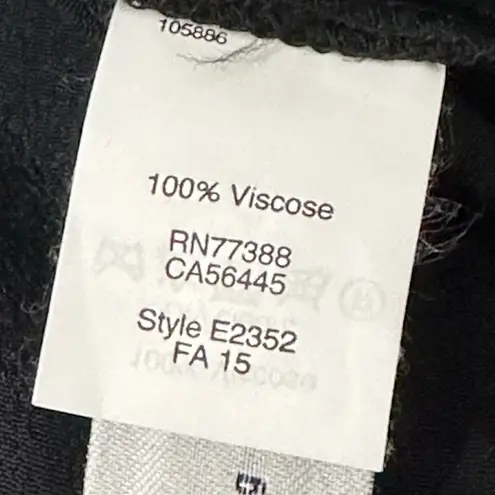 105886
100% Viscose
RN77388
CA56445
Style E2352
FA 15